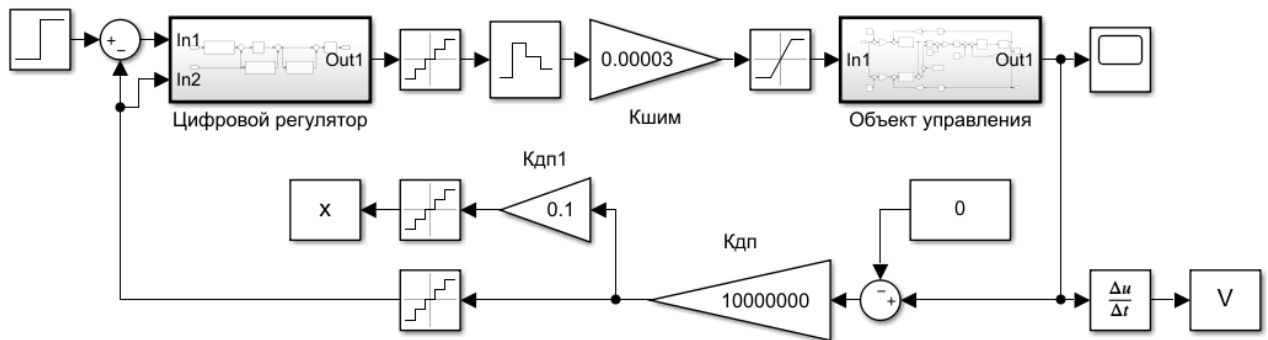 In1
In2
Out1
Цифровой регулятор
0.00003
Кшим
In1
Out1
Объект управления
Кдп1
x
0.1
Кдп
0
10000000
Δu
Δt
V